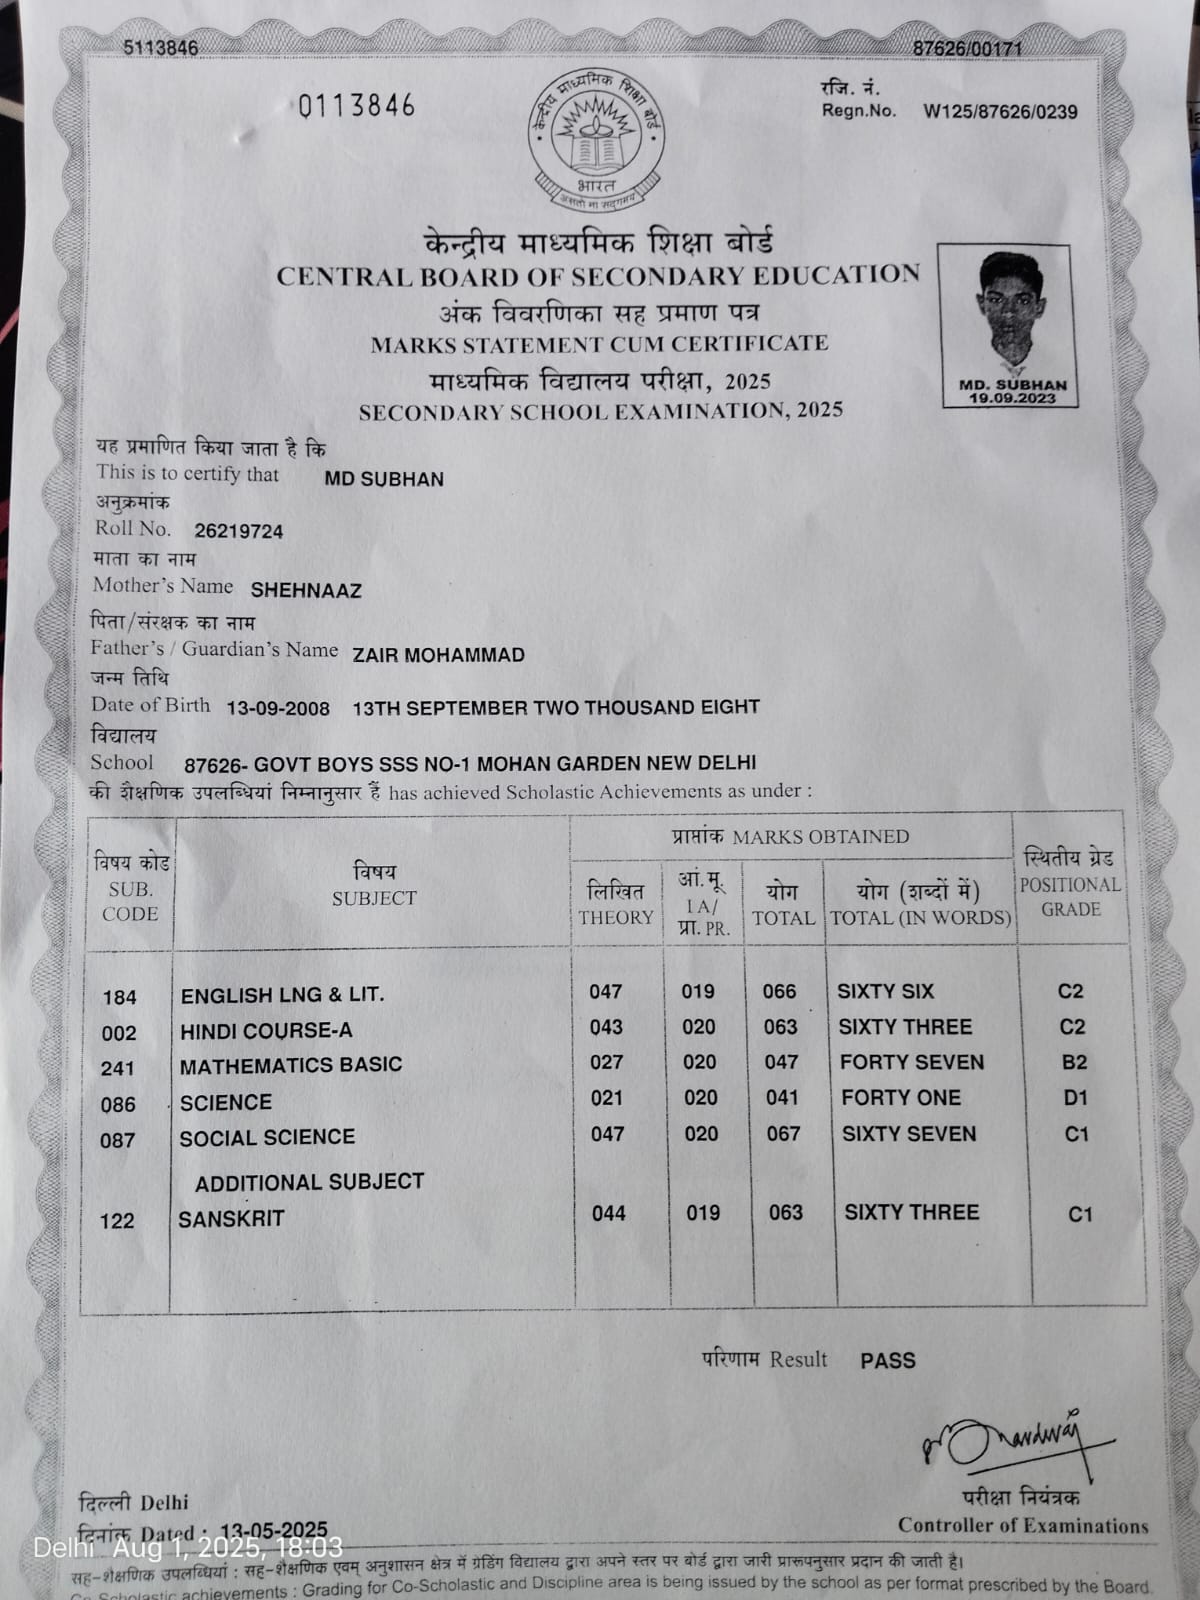 5113846 87626/00171
0113846
रजि. नं.
Regn.No. W125/87626/0239
केन्द्रीय माध्यमिक शिक्षा बोर्ड
भारत
असतो मा सद्गमय
केन्द्रीय माध्यमिक शिक्षा बोर्ड
CENTRAL BOARD OF SECONDARY EDUCATION
अंक विवरणिका सह प्रमाण पत्र
MARKS STATEMENT CUM CERTIFICATE
माध्यमिक विद्यालय परीक्षा, 2025
SECONDARY SCHOOL EXAMINATION, 2025
MD. SUBHAN
19.09.2023
यह प्रमाणित किया जाता है कि
This is to certify that MD SUBHAN
अनुक्रमांक
Roll No. 26219724
माता का नाम
Mother's Name SHEHNAAZ
पिता/संरक्षक का नाम
Father's / Guardian's Name ZAIR MOHAMMAD
जन्म तिथि
Date of Birth 13-09-2008 13TH SEPTEMBER TWO THOUSAND EIGHT
विद्यालय
School 87626- GOVT BOYS SSS NO-1 MOHAN GARDEN NEW DELHI
की शैक्षणिक उपलब्धियां निम्नानुसार हैं has achieved Scholastic Achievements as under :
विषय कोड
SUB.
CODE
विषय
SUBJECT
प्राप्तांक MARKS OBTAINED
लिखित
THEORY
आं.मू.
IA/
प्रा. PR.
योग
TOTAL
योग (शब्दों में)
TOTAL (IN WORDS)
स्थितीय ग्रेड
POSITIONAL
GRADE
184 ENGLISH LNG & LIT. 047 019 066 SIXTY SIX C2
002 HINDI COURSE-A 043 020 063 SIXTY THREE C2
241 MATHEMATICS BASIC 027 020 047 FORTY SEVEN B2
086 SCIENCE 021 020 041 FORTY ONE D1
087 SOCIAL SCIENCE 047 020 067 SIXTY SEVEN C1
ADDITIONAL SUBJECT
122 SANSKRIT 044 019 063 SIXTY THREE C1
परिणाम Result PASS
परीक्षा नियंत्रक
Controller of Examinations
दिल्ली Delhi
दिनांक Dated : 13-05-2025
Delhi Aug 1, 2025, 18:03
सह-शैक्षणिक उपलब्धियां : सह-शैक्षणिक एवम् अनुशासन क्षेत्र में ग्रेडिंग विद्यालय द्वारा अपने स्तर पर बोर्ड द्वारा जारी प्रारूपनुसार प्रदान की जाती है।
Co-Scholastic achievements : Grading for Co-Scholastic and Discipline area is being issued by the school as per format prescribed by the Board.